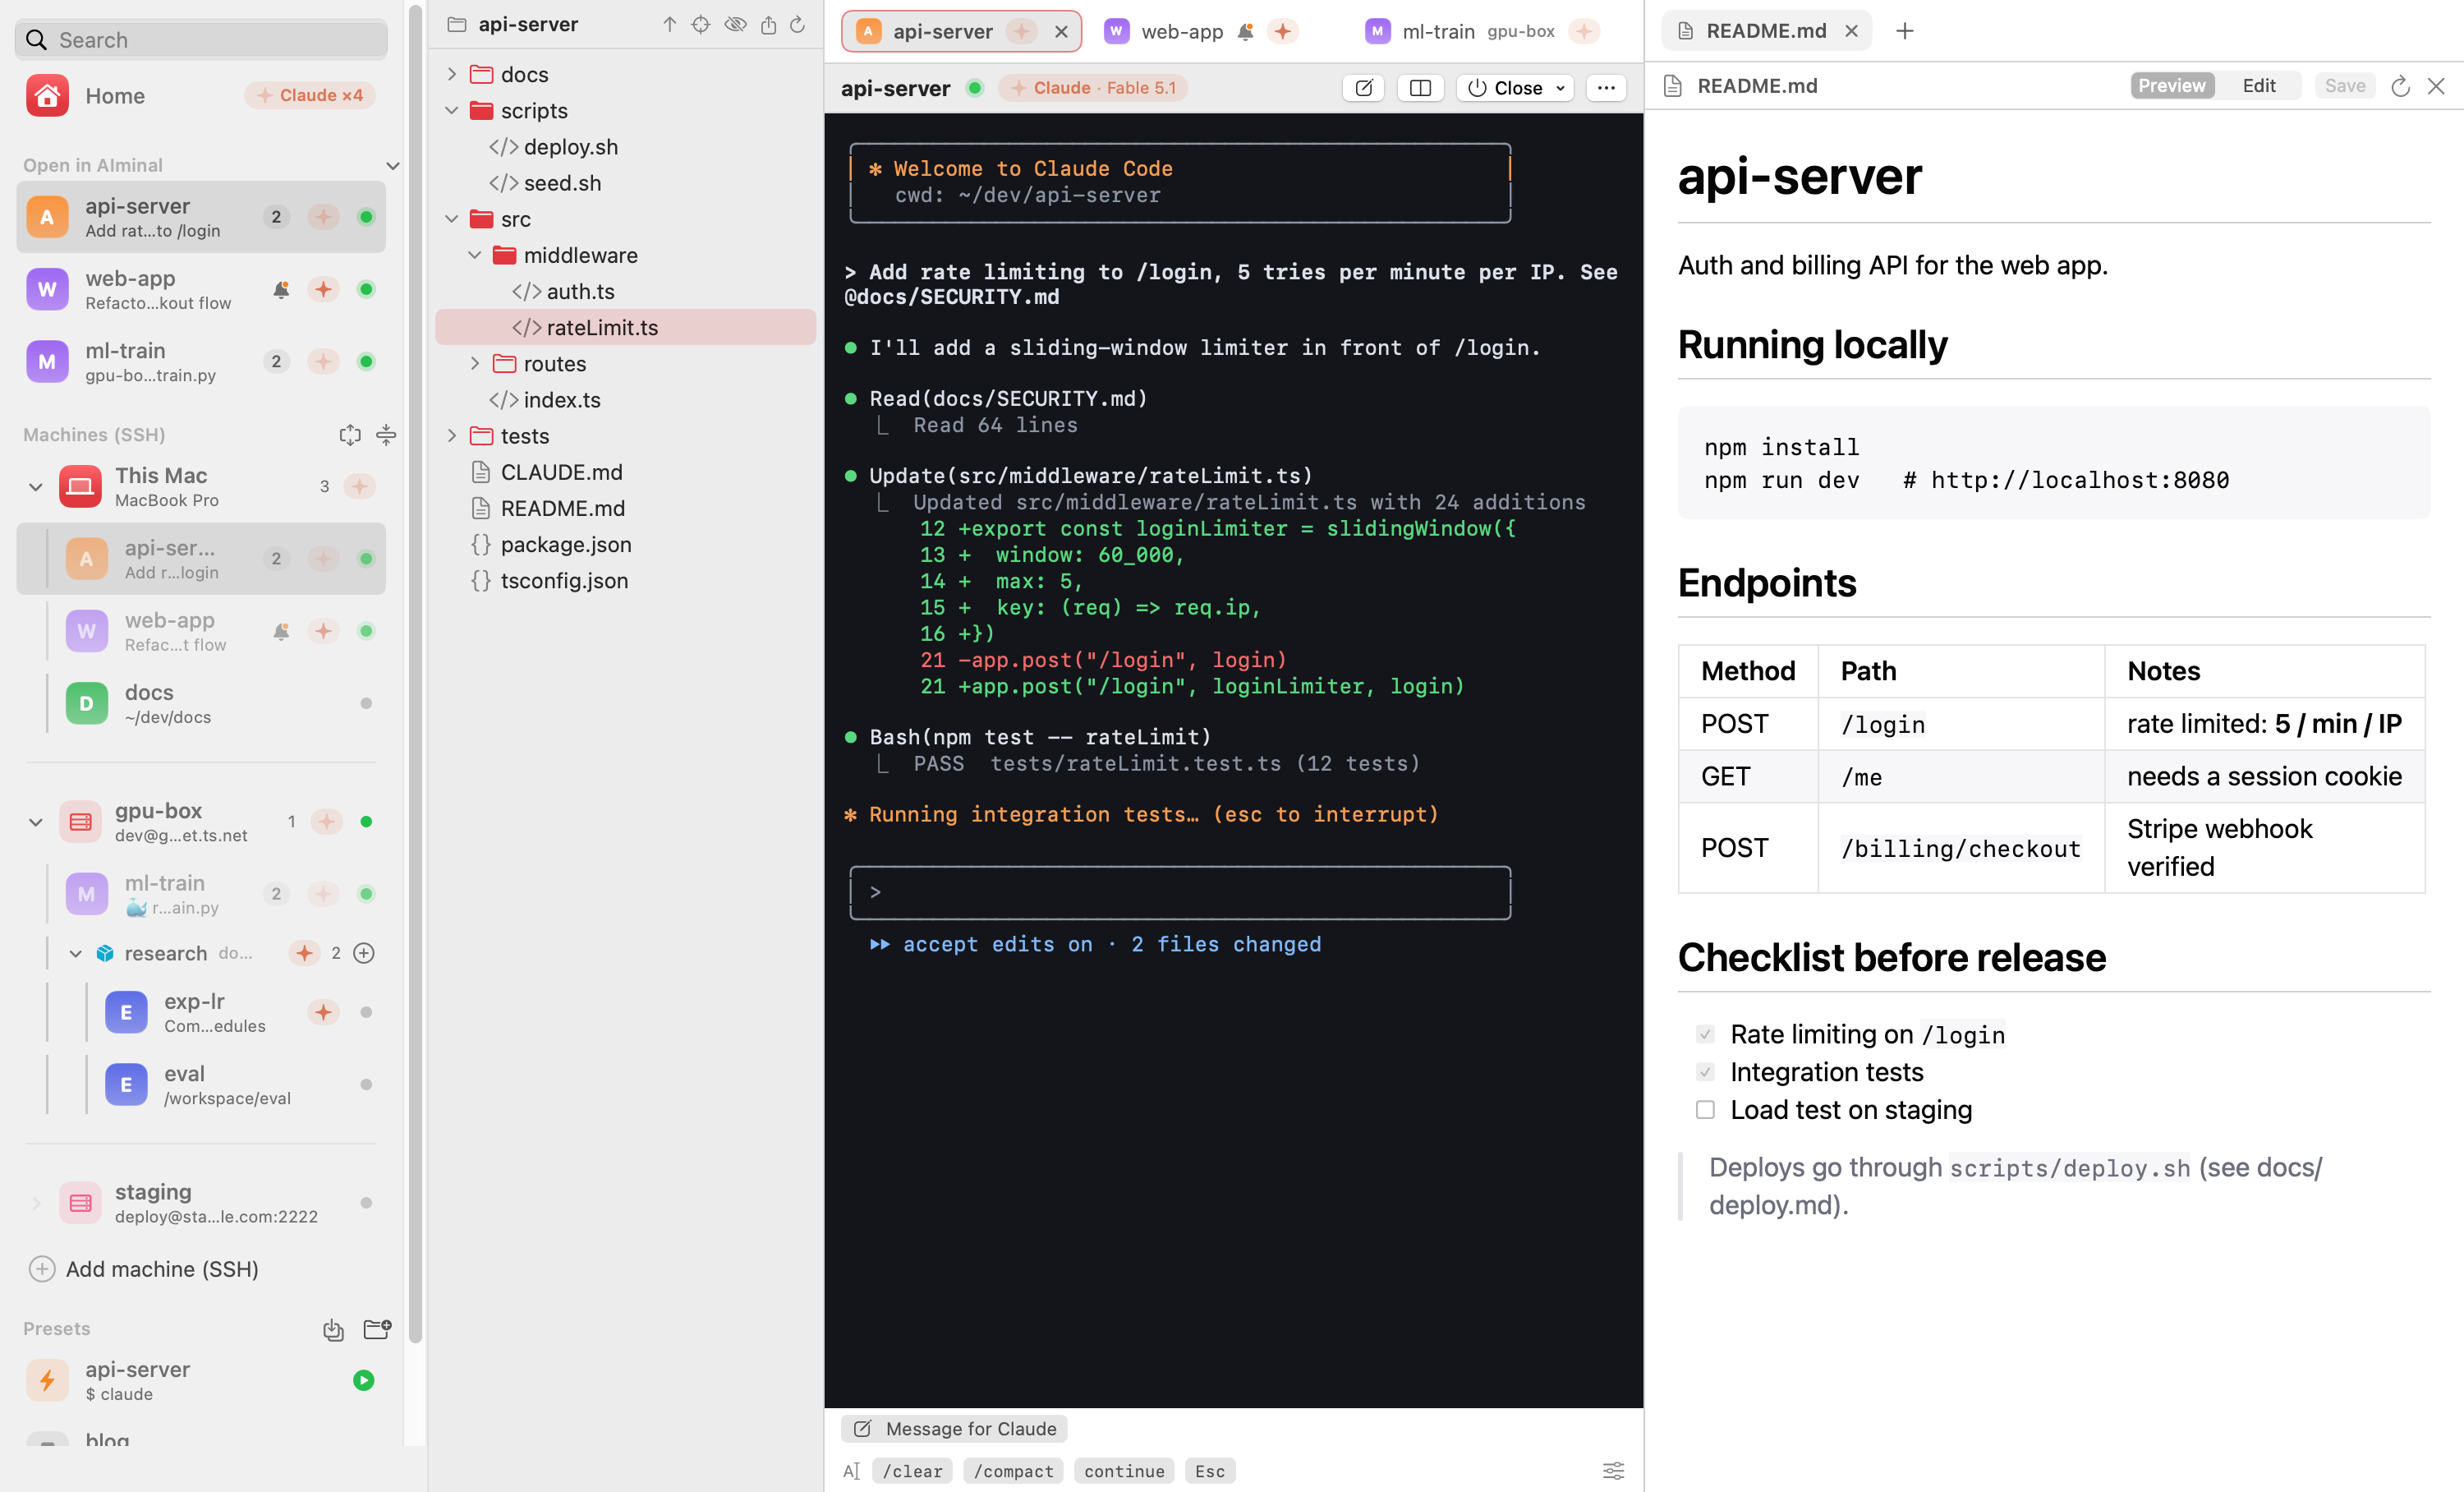 Search
Home
Claude ×4
Open in Alminal
A
api-server
2
Add rat...to /login
W
web-app
Refacto...kout flow
M
ml-train
2
gpu-bo...train.py
Machines (SSH)
This Mac
3
MacBook Pro
A
api-ser...
2
Add r...login
W
web-app
Refac...t flow
D
docs
~/dev/docs
gpu-box
1
dev@g...et.ts.net
M
ml-train
2
r...ain.py
research do...
2
E
exp-lr
Com...edules
E
eval
/workspace/eval
staging
deploy@sta...le.com:2222
Add machine (SSH)
Presets
api-server
$ claude
blog
api-server
docs
scripts
</> deploy.sh
</> seed.sh
src
middleware
</> auth.ts
</> rateLimit.ts
routes
</> index.ts
tests
CLAUDE.md
README.md
{} package.json
{} tsconfig.json
A api-server
W web-app
M ml-train gpu-box
api-server
Claude · Fable 5.1
Close
✻ Welcome to Claude Code
cwd: ~/dev/api-server
> Add rate limiting to /login, 5 tries per minute per IP. See
@docs/SECURITY.md
I'll add a sliding-window limiter in front of /login.
Read(docs/SECURITY.md)
Read 64 lines
Update(src/middleware/rateLimit.ts)
Updated src/middleware/rateLimit.ts with 24 additions
12 +export const loginLimiter = slidingWindow({
13 +  window: 60_000,
14 +  max: 5,
15 +  key: (req) => req.ip,
16 +})
21 -app.post("/login", login)
21 +app.post("/login", loginLimiter, login)
Bash(npm test -- rateLimit)
PASS  tests/rateLimit.test.ts (12 tests)
✻ Running integration tests… (esc to interrupt)
>
accept edits on · 2 files changed
Message for Claude
/clear
/compact
continue
Esc
README.md
README.md
Preview
Edit
Save
api-server
Auth and billing API for the web app.
Running locally
npm install
npm run dev   # http://localhost:8080
Endpoints
Method Path Notes
POST /login rate limited: 5 / min / IP
GET /me needs a session cookie
POST /billing/checkout Stripe webhook
verified
Checklist before release
Rate limiting on /login
Integration tests
Load test on staging
Deploys go through scripts/deploy.sh (see docs/
deploy.md).